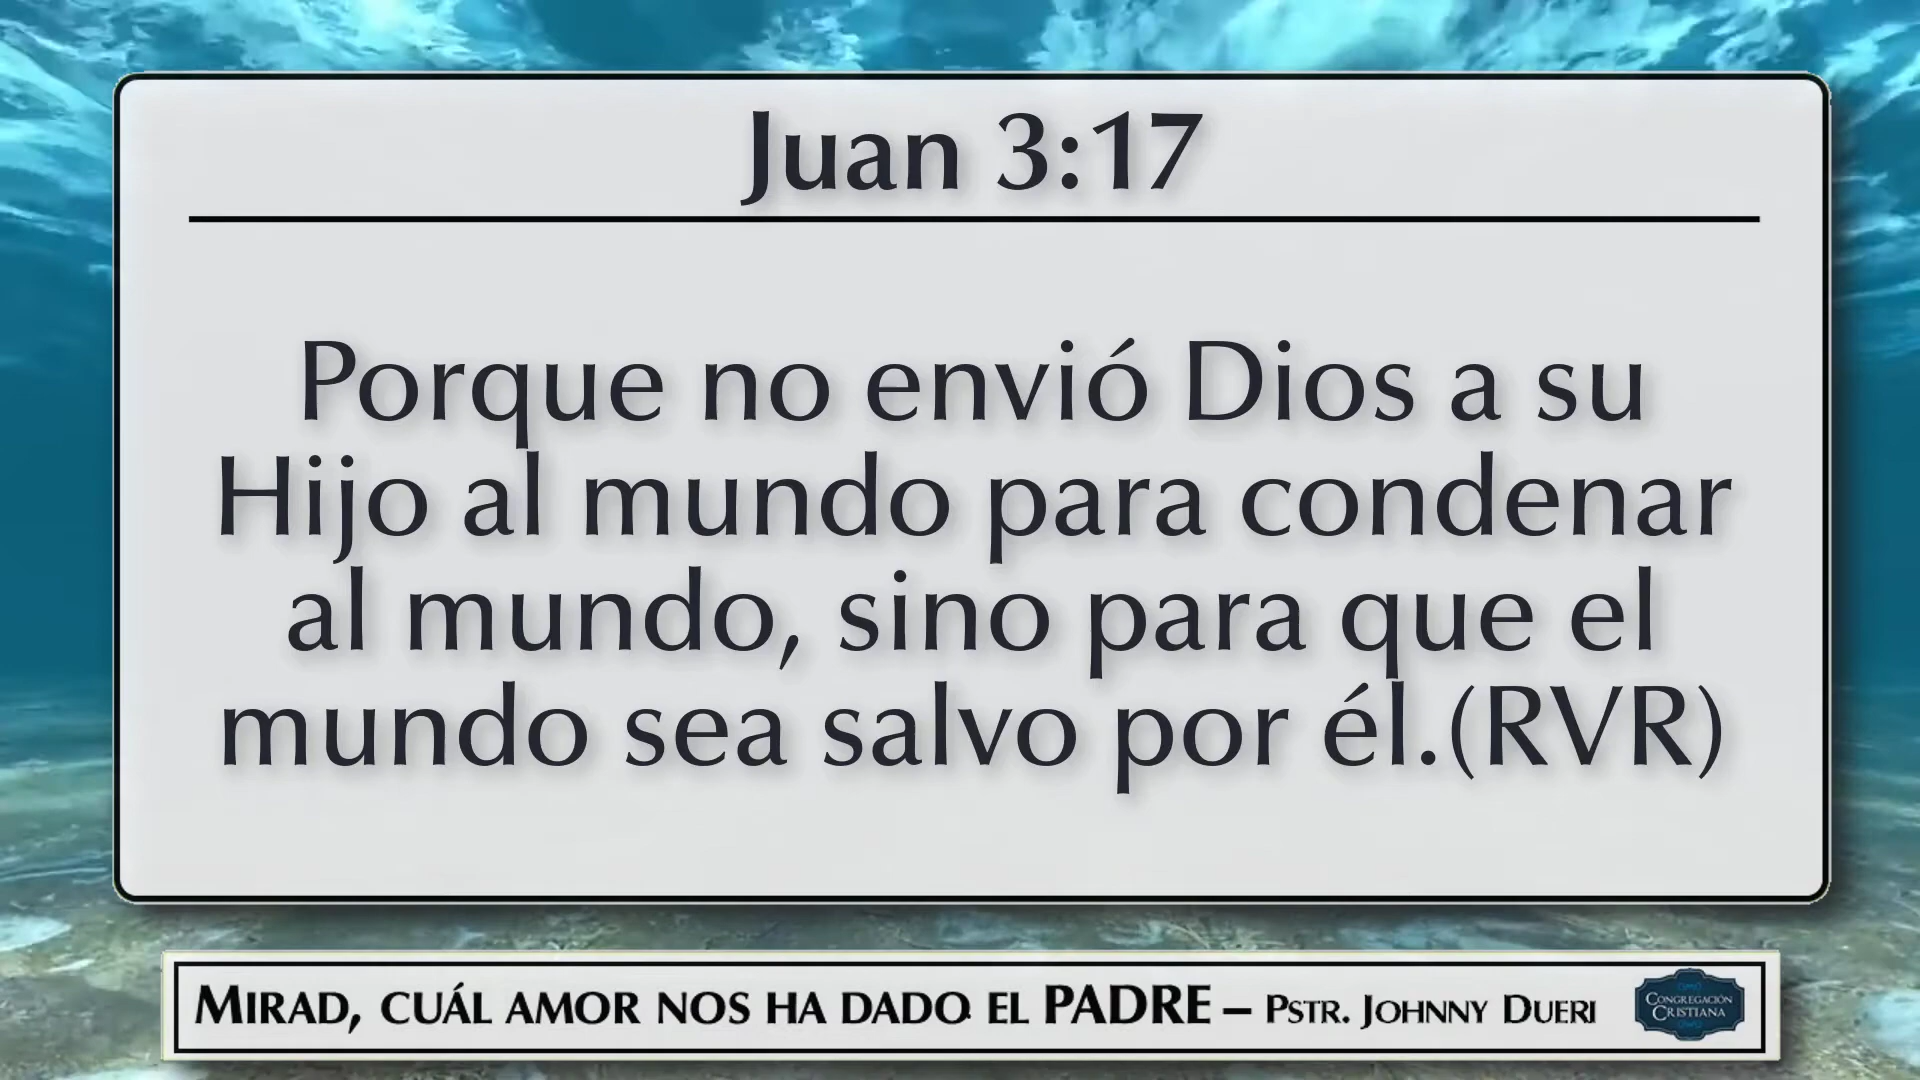 Juan 3:17
Porque no envió Dios a su
Hijo al mundo para condenar
al mundo, sino para que el
mundo sea salvo por él.(RVR)
MIRAD, CUÁL AMOR NOS HA DADO EL PADRE – PSTR. JOHNNY DUERI
CONGREGACIÓN
CRISTIANA